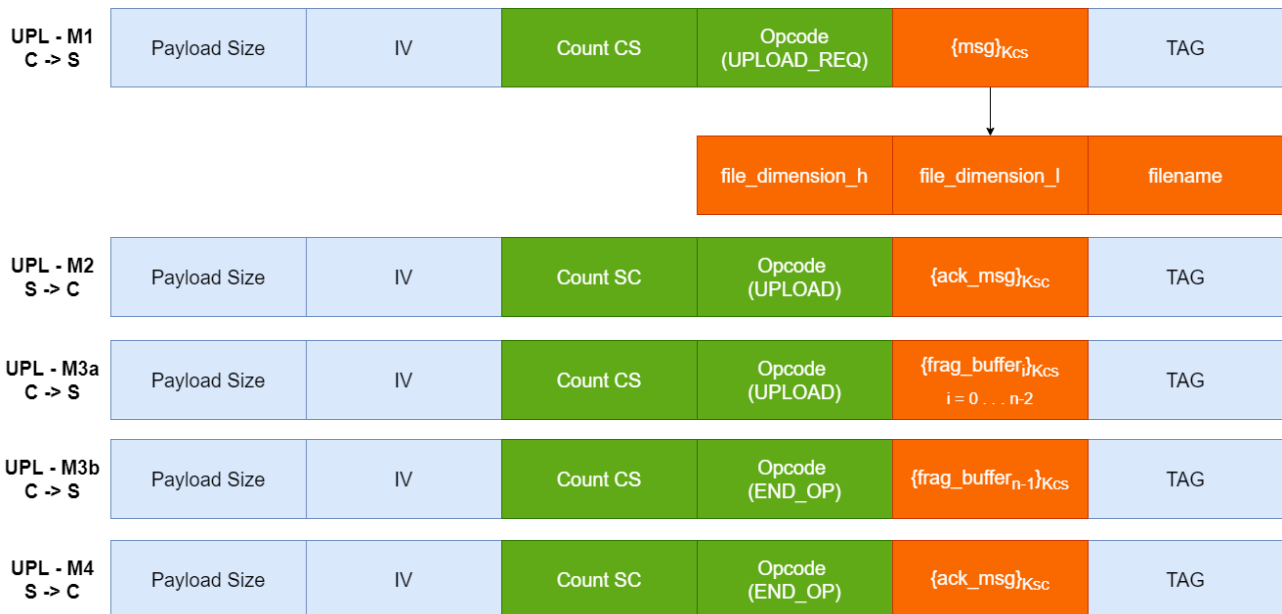 UPL - M1
C -> S
Payload Size
IV
Count CS
Opcode
(UPLOAD_REQ)
{msg}Kcs
TAG
file_dimension_h
file_dimension_l
filename
UPL - M2
S -> C
Payload Size
IV
Count SC
Opcode
(UPLOAD)
{ack_msg}Ksc
TAG
UPL - M3a
C -> S
Payload Size
IV
Count CS
Opcode
(UPLOAD)
{frag_bufferi}Kcs
i = 0 . . . n-2
TAG
UPL - M3b
C -> S
Payload Size
IV
Count CS
Opcode
(END_OP)
{frag_buffern-1}Kcs
TAG
UPL - M4
S -> C
Payload Size
IV
Count SC
Opcode
(END_OP)
{ack_msg}Ksc
TAG